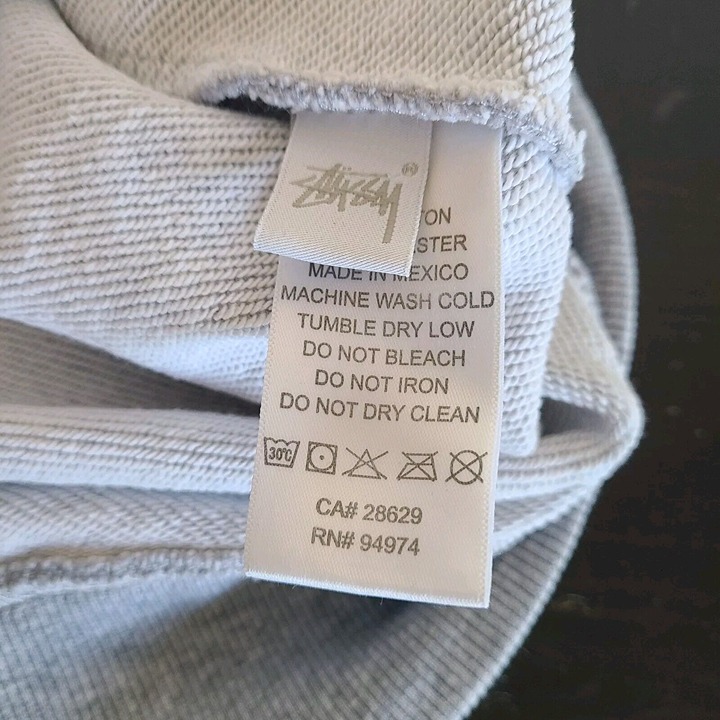 STÜSSY®
MADE IN MEXICO
MACHINE WASH COLD
TUMBLE DRY LOW
DO NOT BLEACH
DO NOT IRON
DO NOT DRY CLEAN
30°C
CA# 28629
RN# 94974